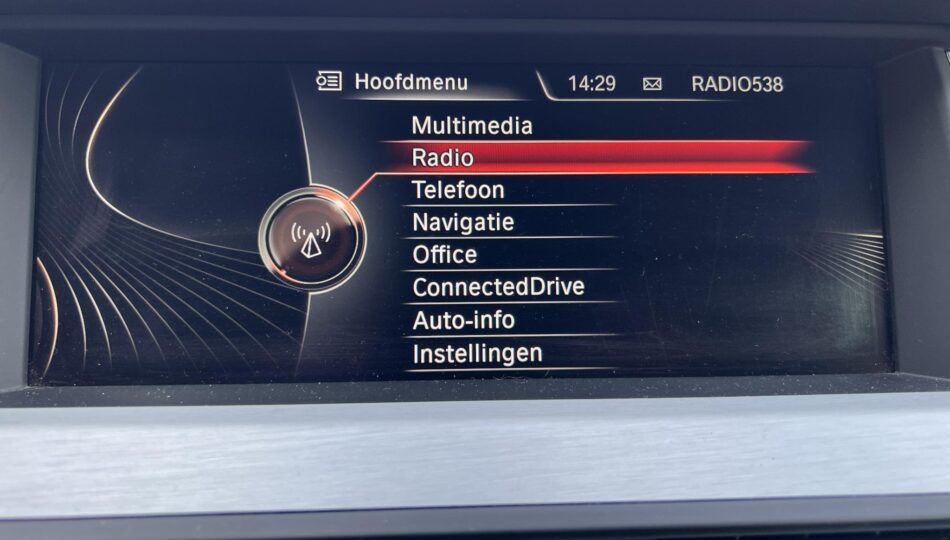 Hoofdmenu 14:29 RADIO538
Multimedia
Radio
Telefoon
Navigatie
Office
ConnectedDrive
Auto-info
Instellingen